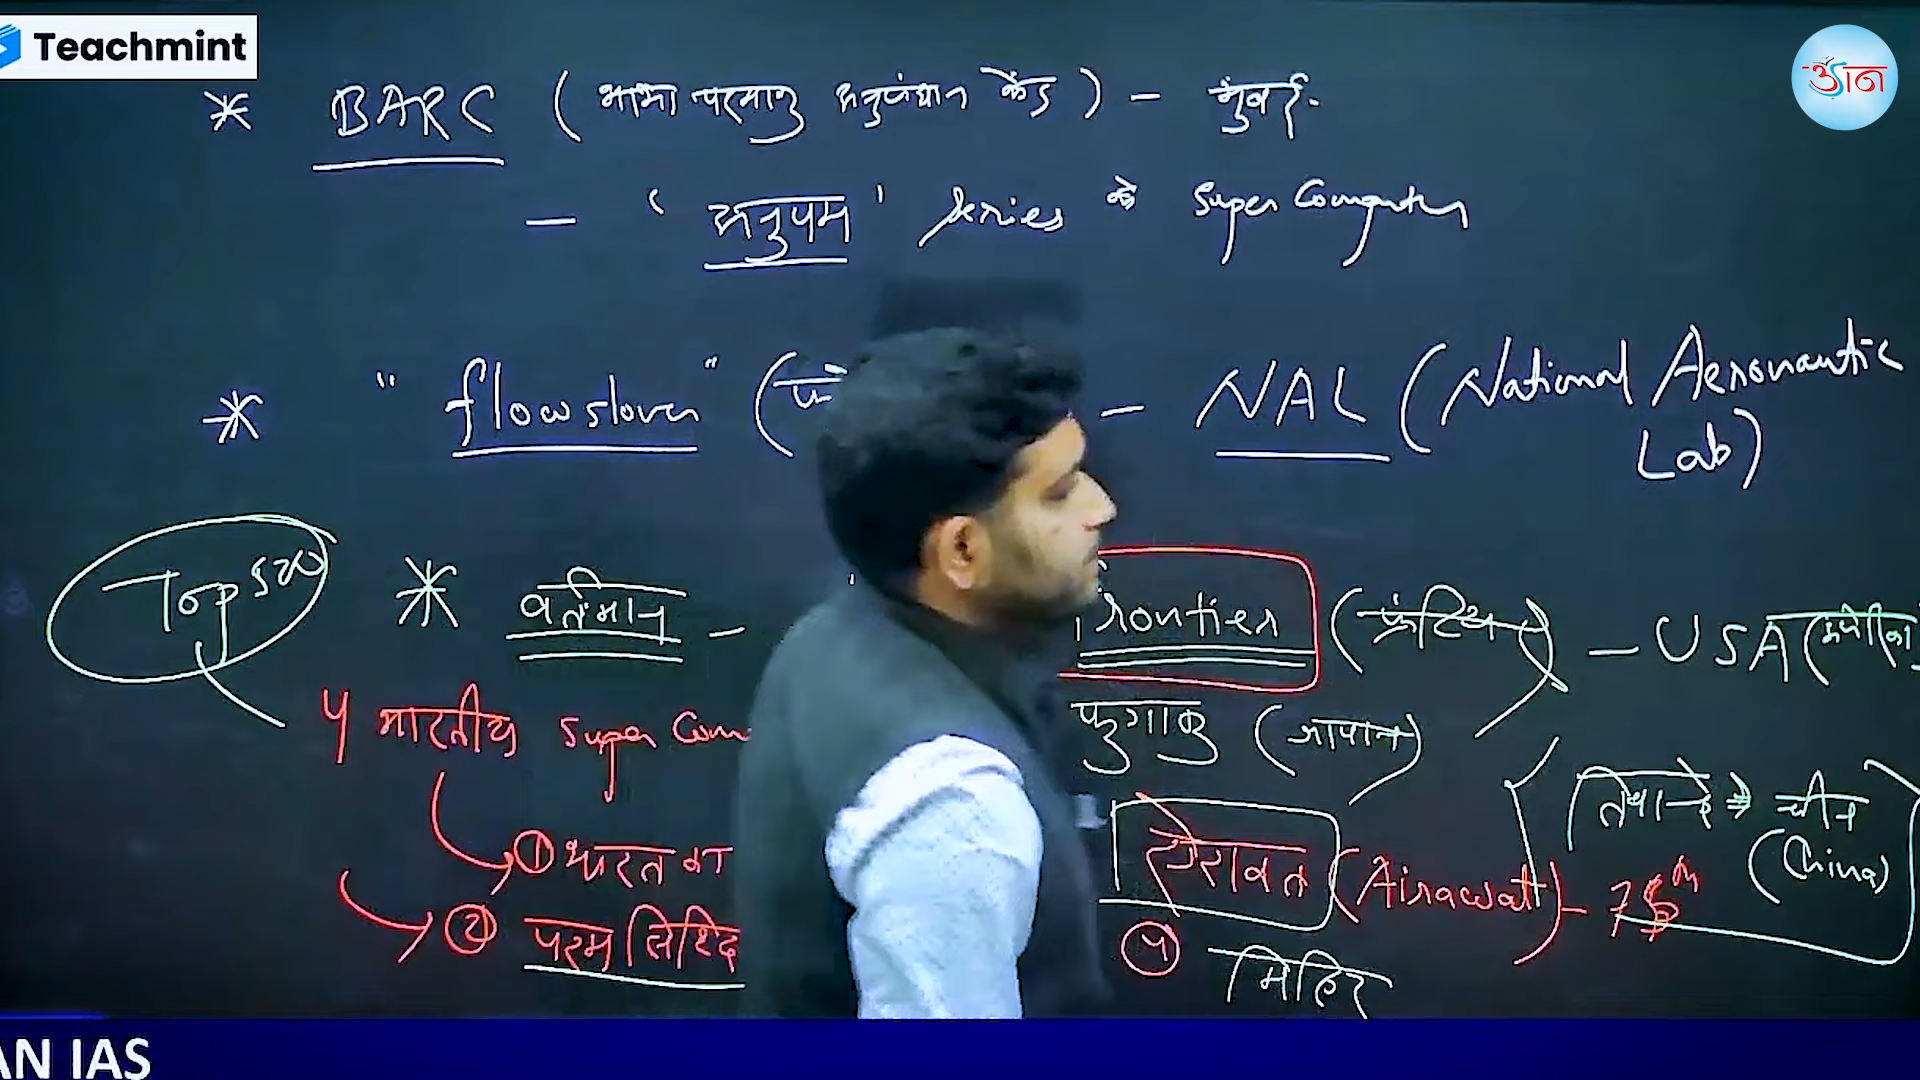 Teachmint
उड़ान
* BARC (भाभा परमाणु अनुसंधान केंद्र) - मुंबई
- 'अनुपम' Series के Super Computer
* "flowslover" ( - NAL (National Aeronautic Lab)
Top 500
* वर्तमान - Frontier (फ्रंटियर) - USA (अमेरिका
4 भारतीय Super Com
फुगाकु (जापान)
तियान्हे ⇒ चीन (China)
① भारत का
ऐरावत (Airawat) - 75th
② परम सिद्धि
④ मिहिर
AN IAS